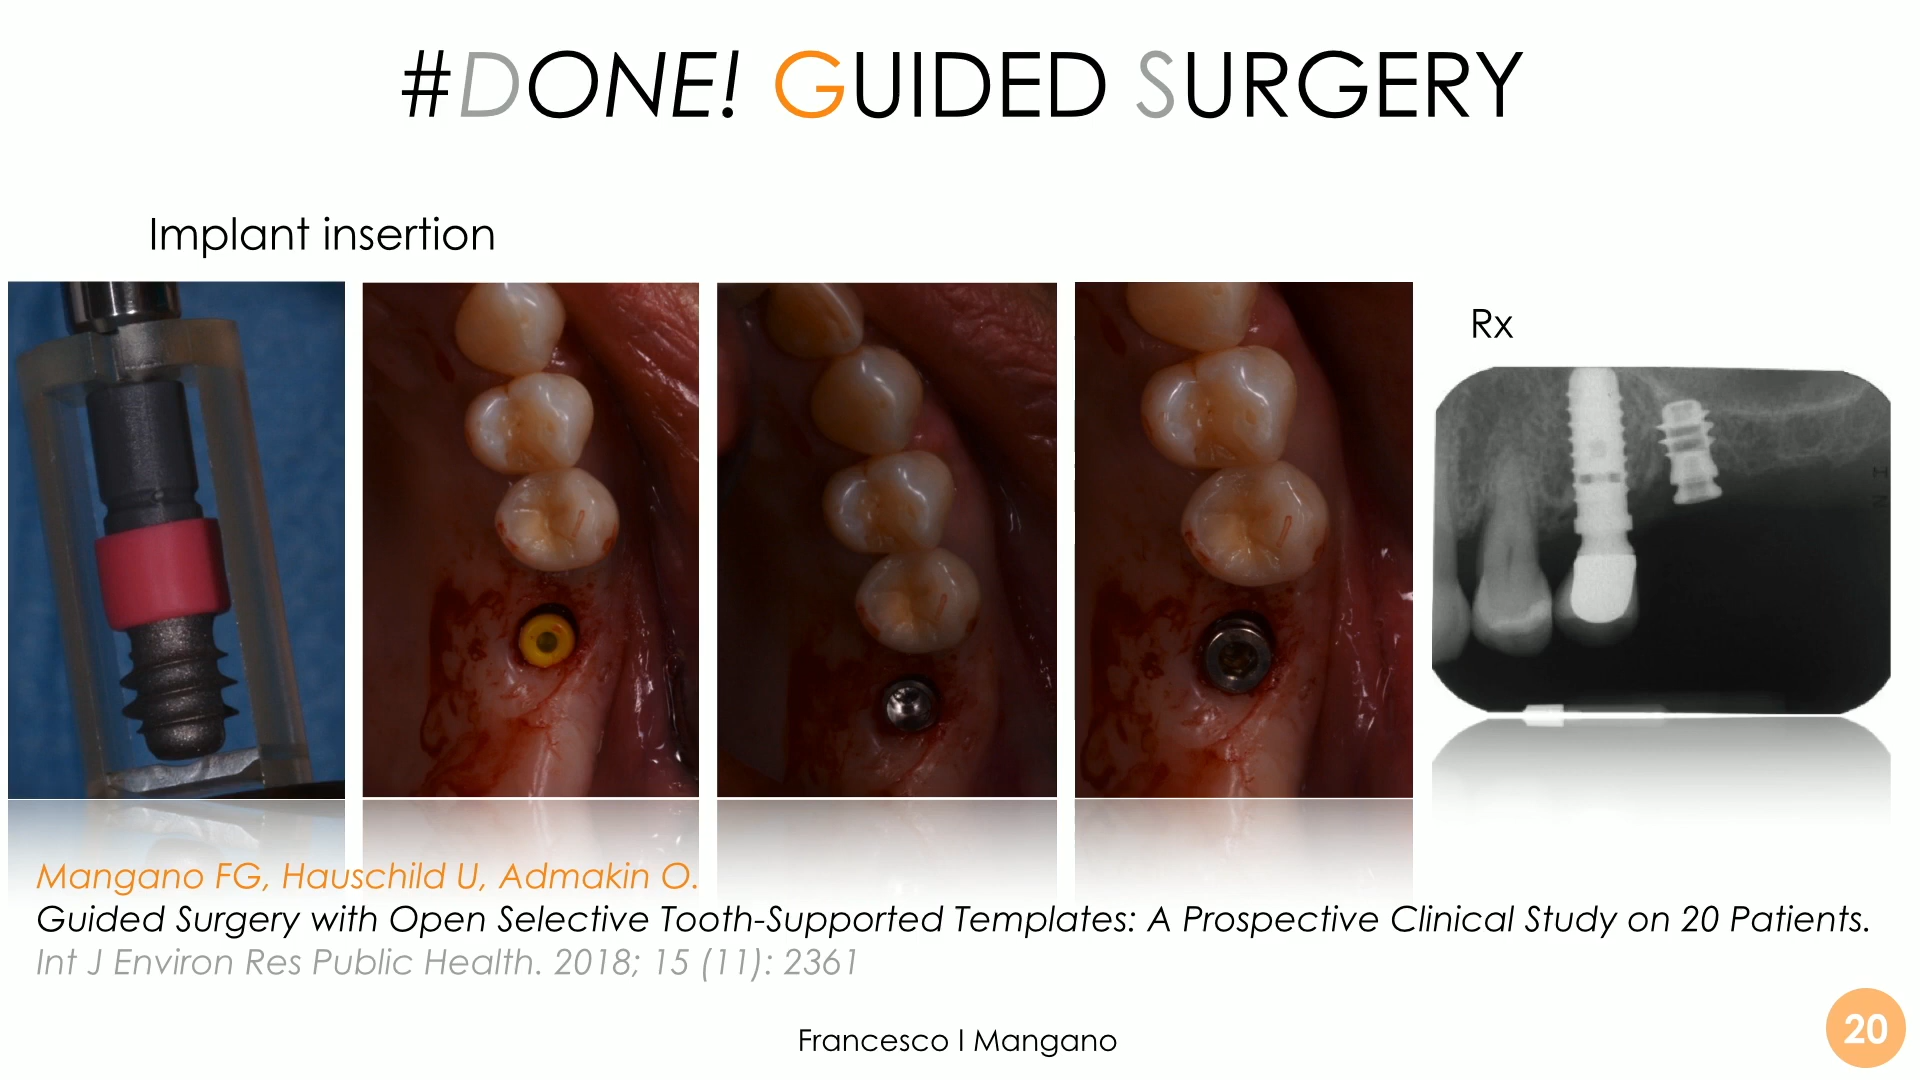 #DONE! GUIDED SURGERY
Implant insertion
Rx
Mangano FG, Hauschild U, Admakin O.
Guided Surgery with Open Selective Tooth-Supported Templates: A Prospective Clinical Study on 20 Patients.
Int J Environ Res Public Health. 2018; 15 (11): 2361
Francesco I Mangano
20